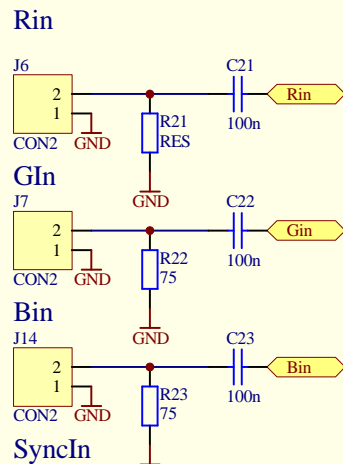 Rin
J6
C21
2
1
R21
RES
Rin
100n
GND
CON2
GND
GIn
J7
C22
2
1
R22
75
Gin
100n
GND
CON2
GND
Bin
J14
C23
2
1
R23
75
Bin
100n
GND
CON2
SyncIn